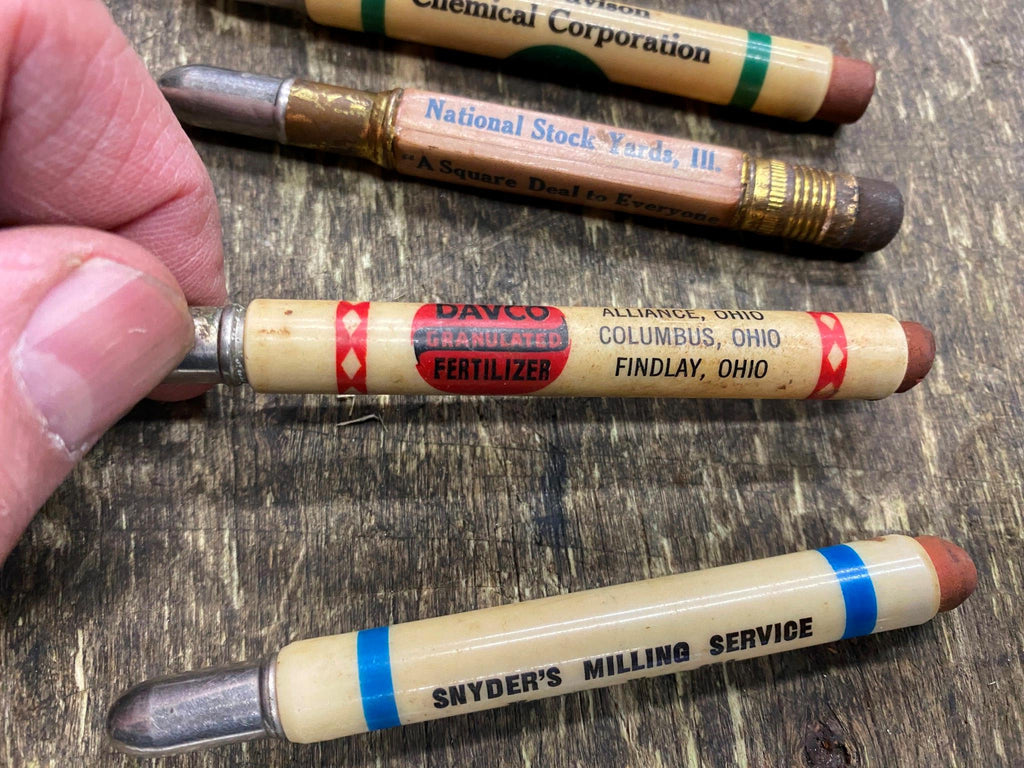 Chemical Corporation
National Stock Yards, Ill.
"A Square Deal to Everyone
DAVCO
GRANULATED
FERTILIZER
ALLIANCE, OHIO
COLUMBUS, OHIO
FINDLAY, OHIO
SNYDER'S MILLING SERVICE